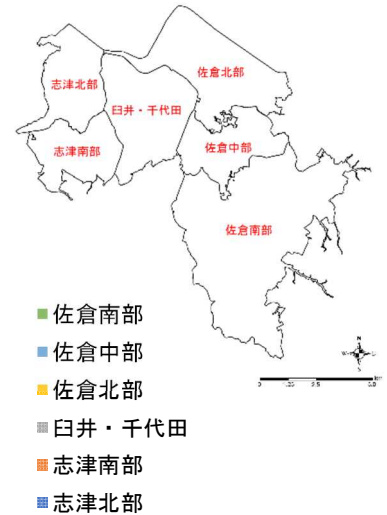 佐倉北部
志津北部
臼井・千代田
佐倉中部
志津南部
佐倉南部
佐倉南部
佐倉中部
佐倉北部
臼井・千代田
志津南部
志津北部
N
W
S
0